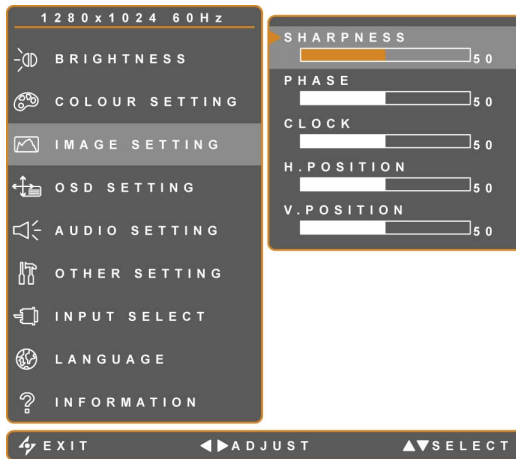 1280x1024 60Hz
BRIGHTNESS
COLOUR SETTING
IMAGE SETTING
OSD SETTING
AUDIO SETTING
OTHER SETTING
INPUT SELECT
LANGUAGE
INFORMATION
SHARPNESS
50
PHASE
50
CLOCK
50
H.POSITION
50
V.POSITION
50
EXIT ◀▶ADJUST ▲▼SELECT